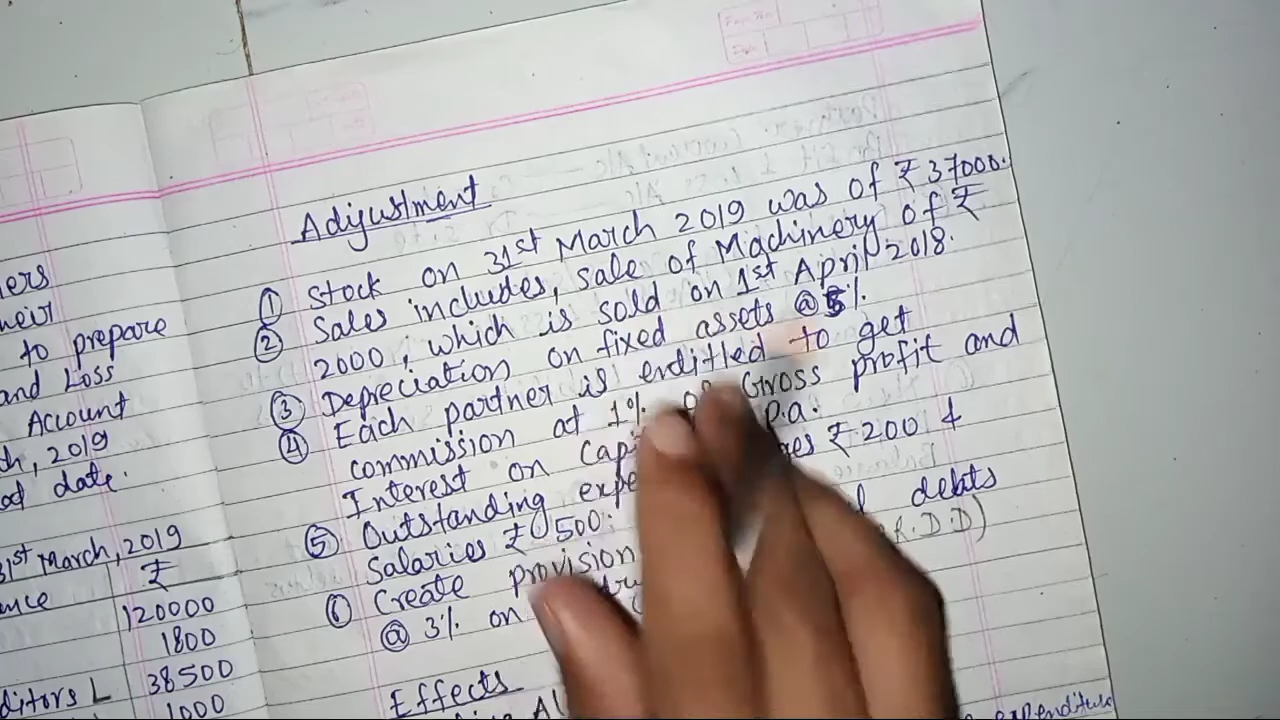 Adjustment
① Stock on 31st March 2019 was of ₹ 37000.
② Sales includes, sale of Machinery of ₹
2000, which is sold on 1st April 2018.
③ Depreciation on fixed assets @ 5%.
④ Each partner is entitled to get
commission at 1% of Gross profit and
Interest on p.a.
⑤ Outstanding ₹ 200 &
Salaries ₹ 500.
⑥ Create provision debts
@ 3% on R.D.D)
Effects
to prepare
and Loss
Account
2019
date.
31st March, 2019
₹
120000
1800
38500
1000